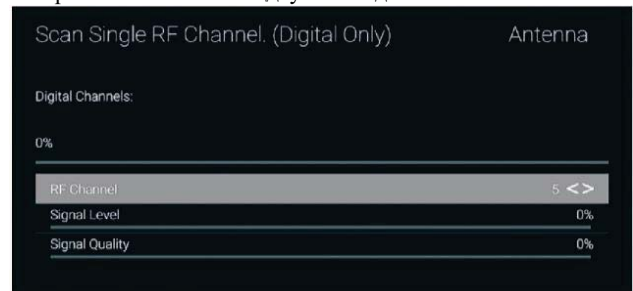 Scan Single RF Channel. (Digital Only) Antenna
Digital Channels:
0%
RF Channel 5 < >
Signal Level 0%
Signal Quality 0%